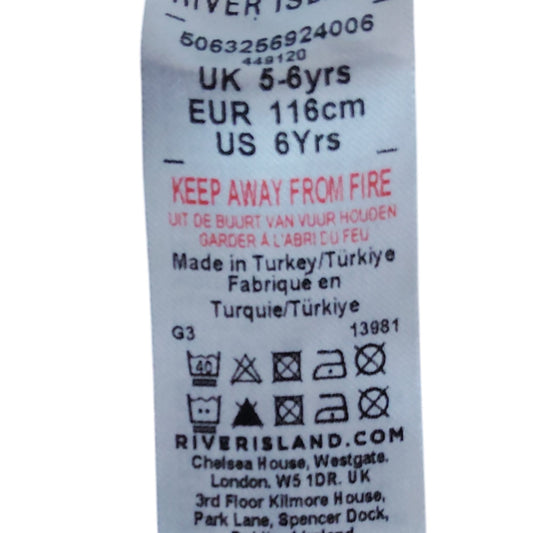 RIVER ISLAND
5063256924006
449120
UK 5-6yrs
EUR 116cm
US 6Yrs
KEEP AWAY FROM FIRE
UIT DE BUURT VAN VUUR HOUDEN
GARDER À L'ABRI DU FEU
Made in Turkey/Türkiye
Fabriqué en
Turquie/Türkiye
G3 13981
40
RIVERISLAND.COM
Chelsea House, Westgate.
London. W5 1DR. UK
3rd Floor Kilmore House,
Park Lane, Spencer Dock,